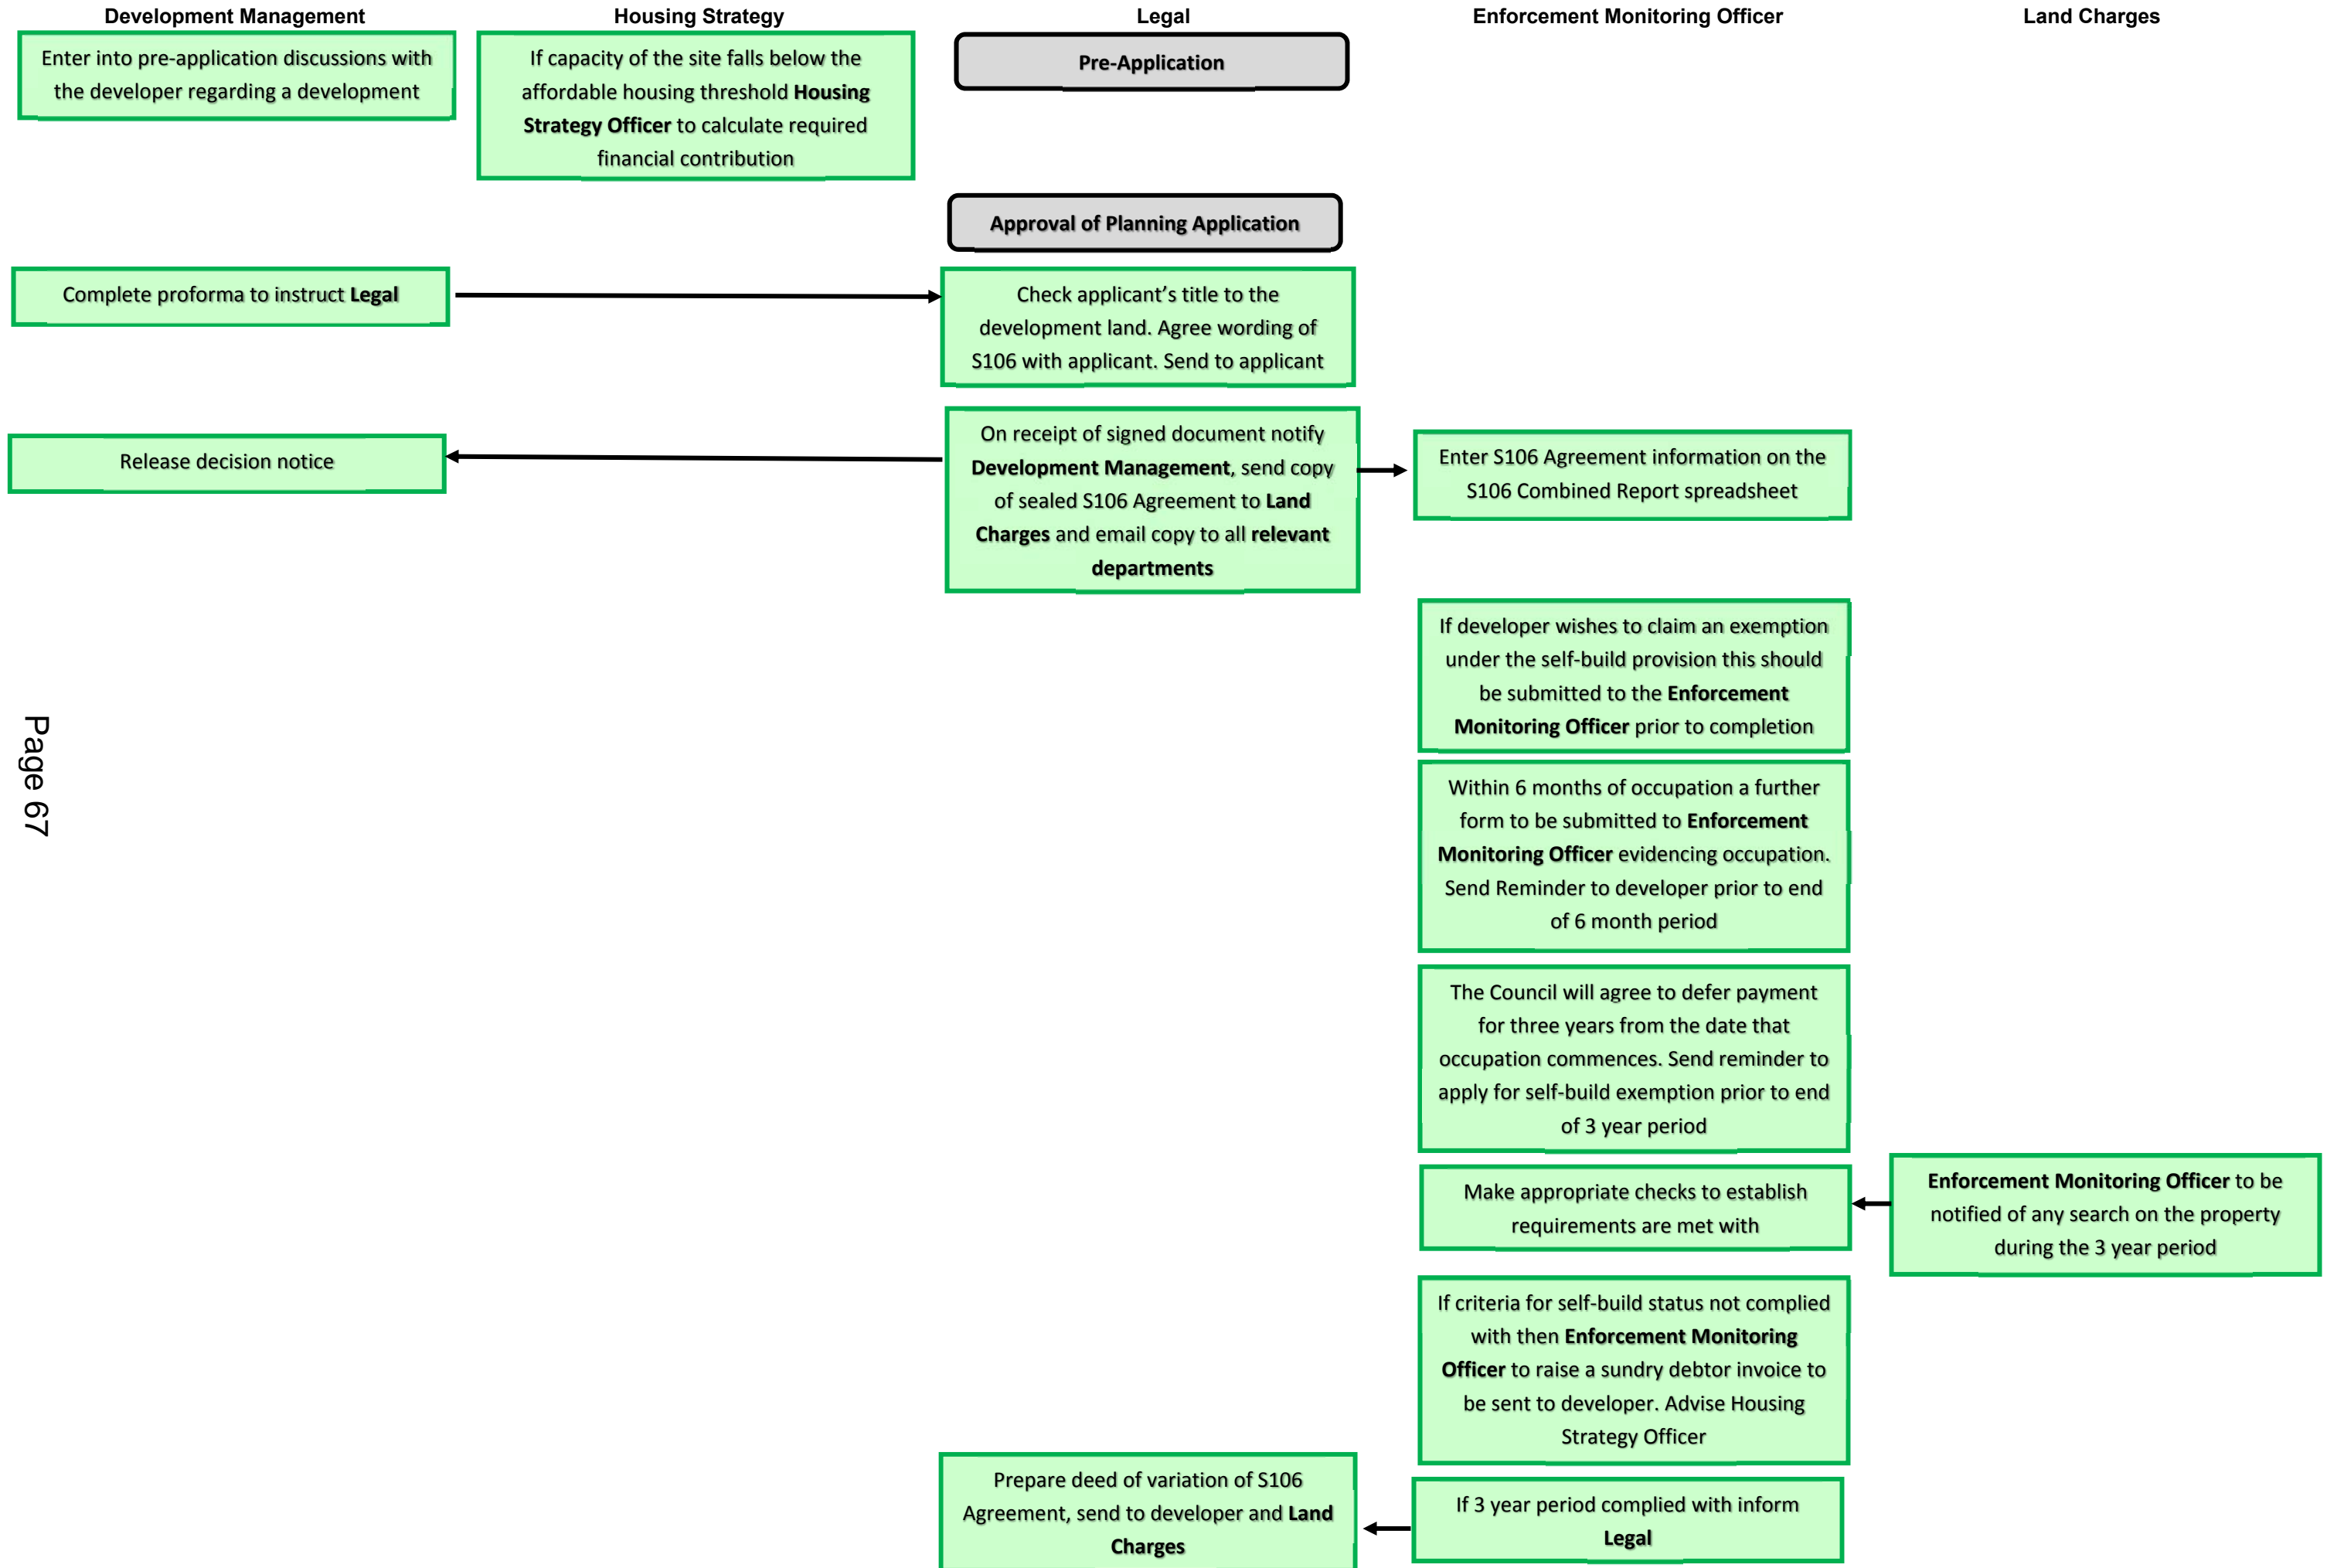 Development Management
Housing Strategy
Legal
Enforcement Monitoring Officer
Land Charges
Enter into pre-application discussions with
the developer regarding a development
If capacity of the site falls below the
affordable housing threshold Housing
Strategy Officer to calculate required
financial contribution
Pre-Application
Approval of Planning Application
Complete proforma to instruct Legal
Check applicant’s title to the
development land. Agree wording of
S106 with applicant. Send to applicant
Release decision notice
On receipt of signed document notify
Development Management, send copy
of sealed S106 Agreement to Land
Charges and email copy to all relevant
departments
Enter S106 Agreement information on the
S106 Combined Report spreadsheet
If developer wishes to claim an exemption
under the self-build provision this should
be submitted to the Enforcement
Monitoring Officer prior to completion
Page 67
Within 6 months of occupation a further
form to be submitted to Enforcement
Monitoring Officer evidencing occupation.
Send Reminder to developer prior to end
of 6 month period
The Council will agree to defer payment
for three years from the date that
occupation commences. Send reminder to
apply for self-build exemption prior to end
of 3 year period
Make appropriate checks to establish
requirements are met with
Enforcement Monitoring Officer to be
notified of any search on the property
during the 3 year period
If criteria for self-build status not complied
with then Enforcement Monitoring
Officer to raise a sundry debtor invoice to
be sent to developer. Advise Housing
Strategy Officer
Prepare deed of variation of S106
Agreement, send to developer and Land
Charges
If 3 year period complied with inform
Legal